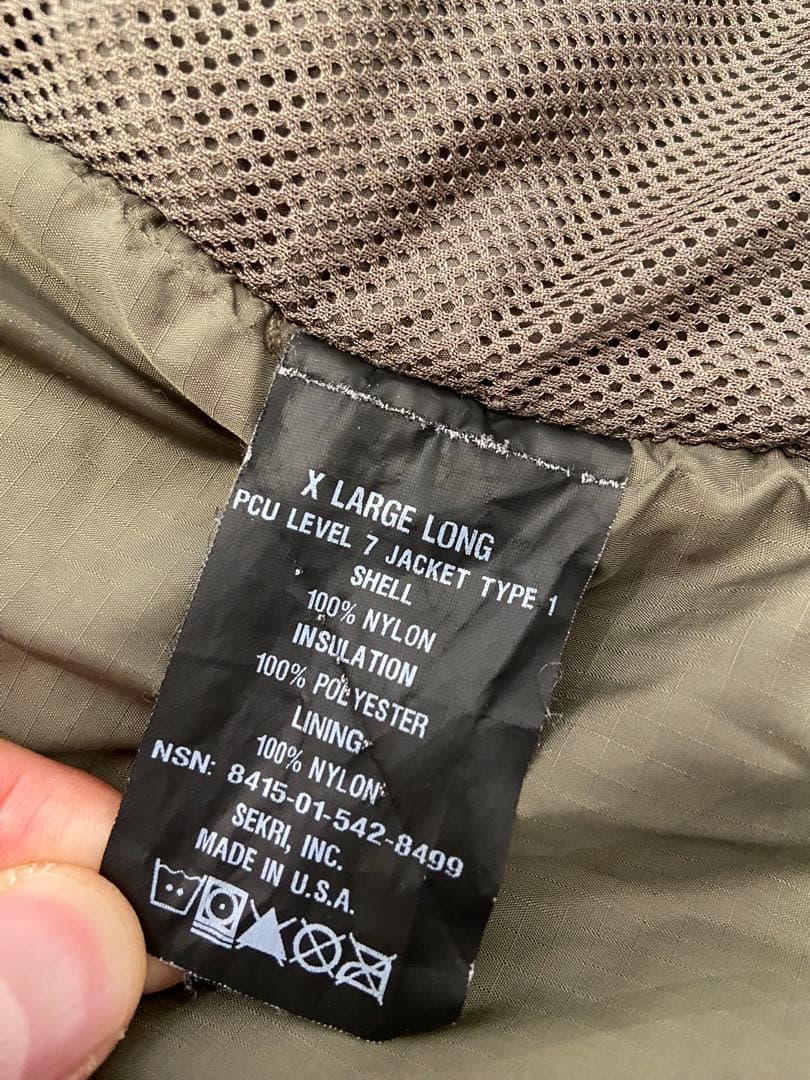 X LARGE LONG
PCU LEVEL 7 JACKET TYPE 1
SHELL
100% NYLON
INSULATION
100% POLYESTER
LINING
100% NYLON
NSN: 8415-01-542-8499
SEKRI, INC.
MADE IN U.S.A.